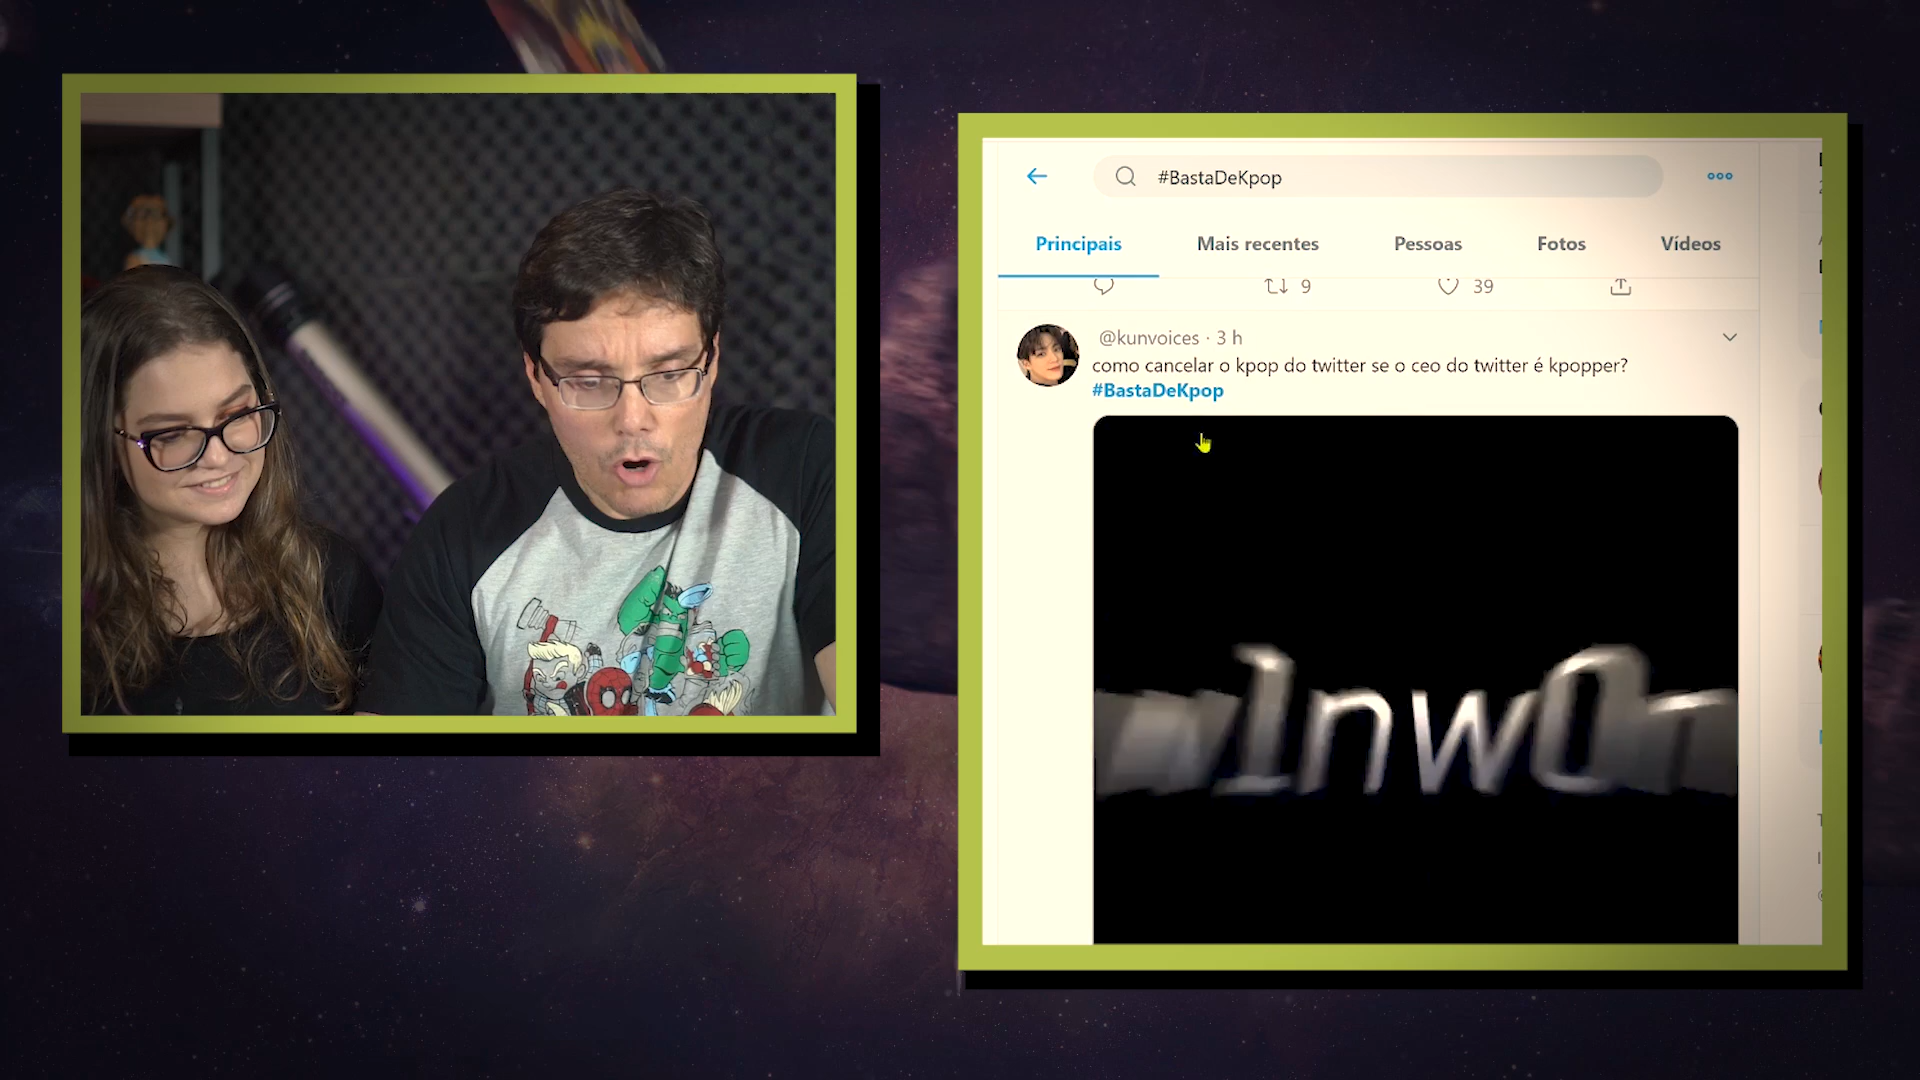 #BastaDeKpop
Principais Mais recentes Pessoas Fotos Vídeos
9 39
@kunvoices · 3 h
como cancelar o kpop do twitter se o ceo do twitter é kpopper?
#BastaDeKpop
1nw0